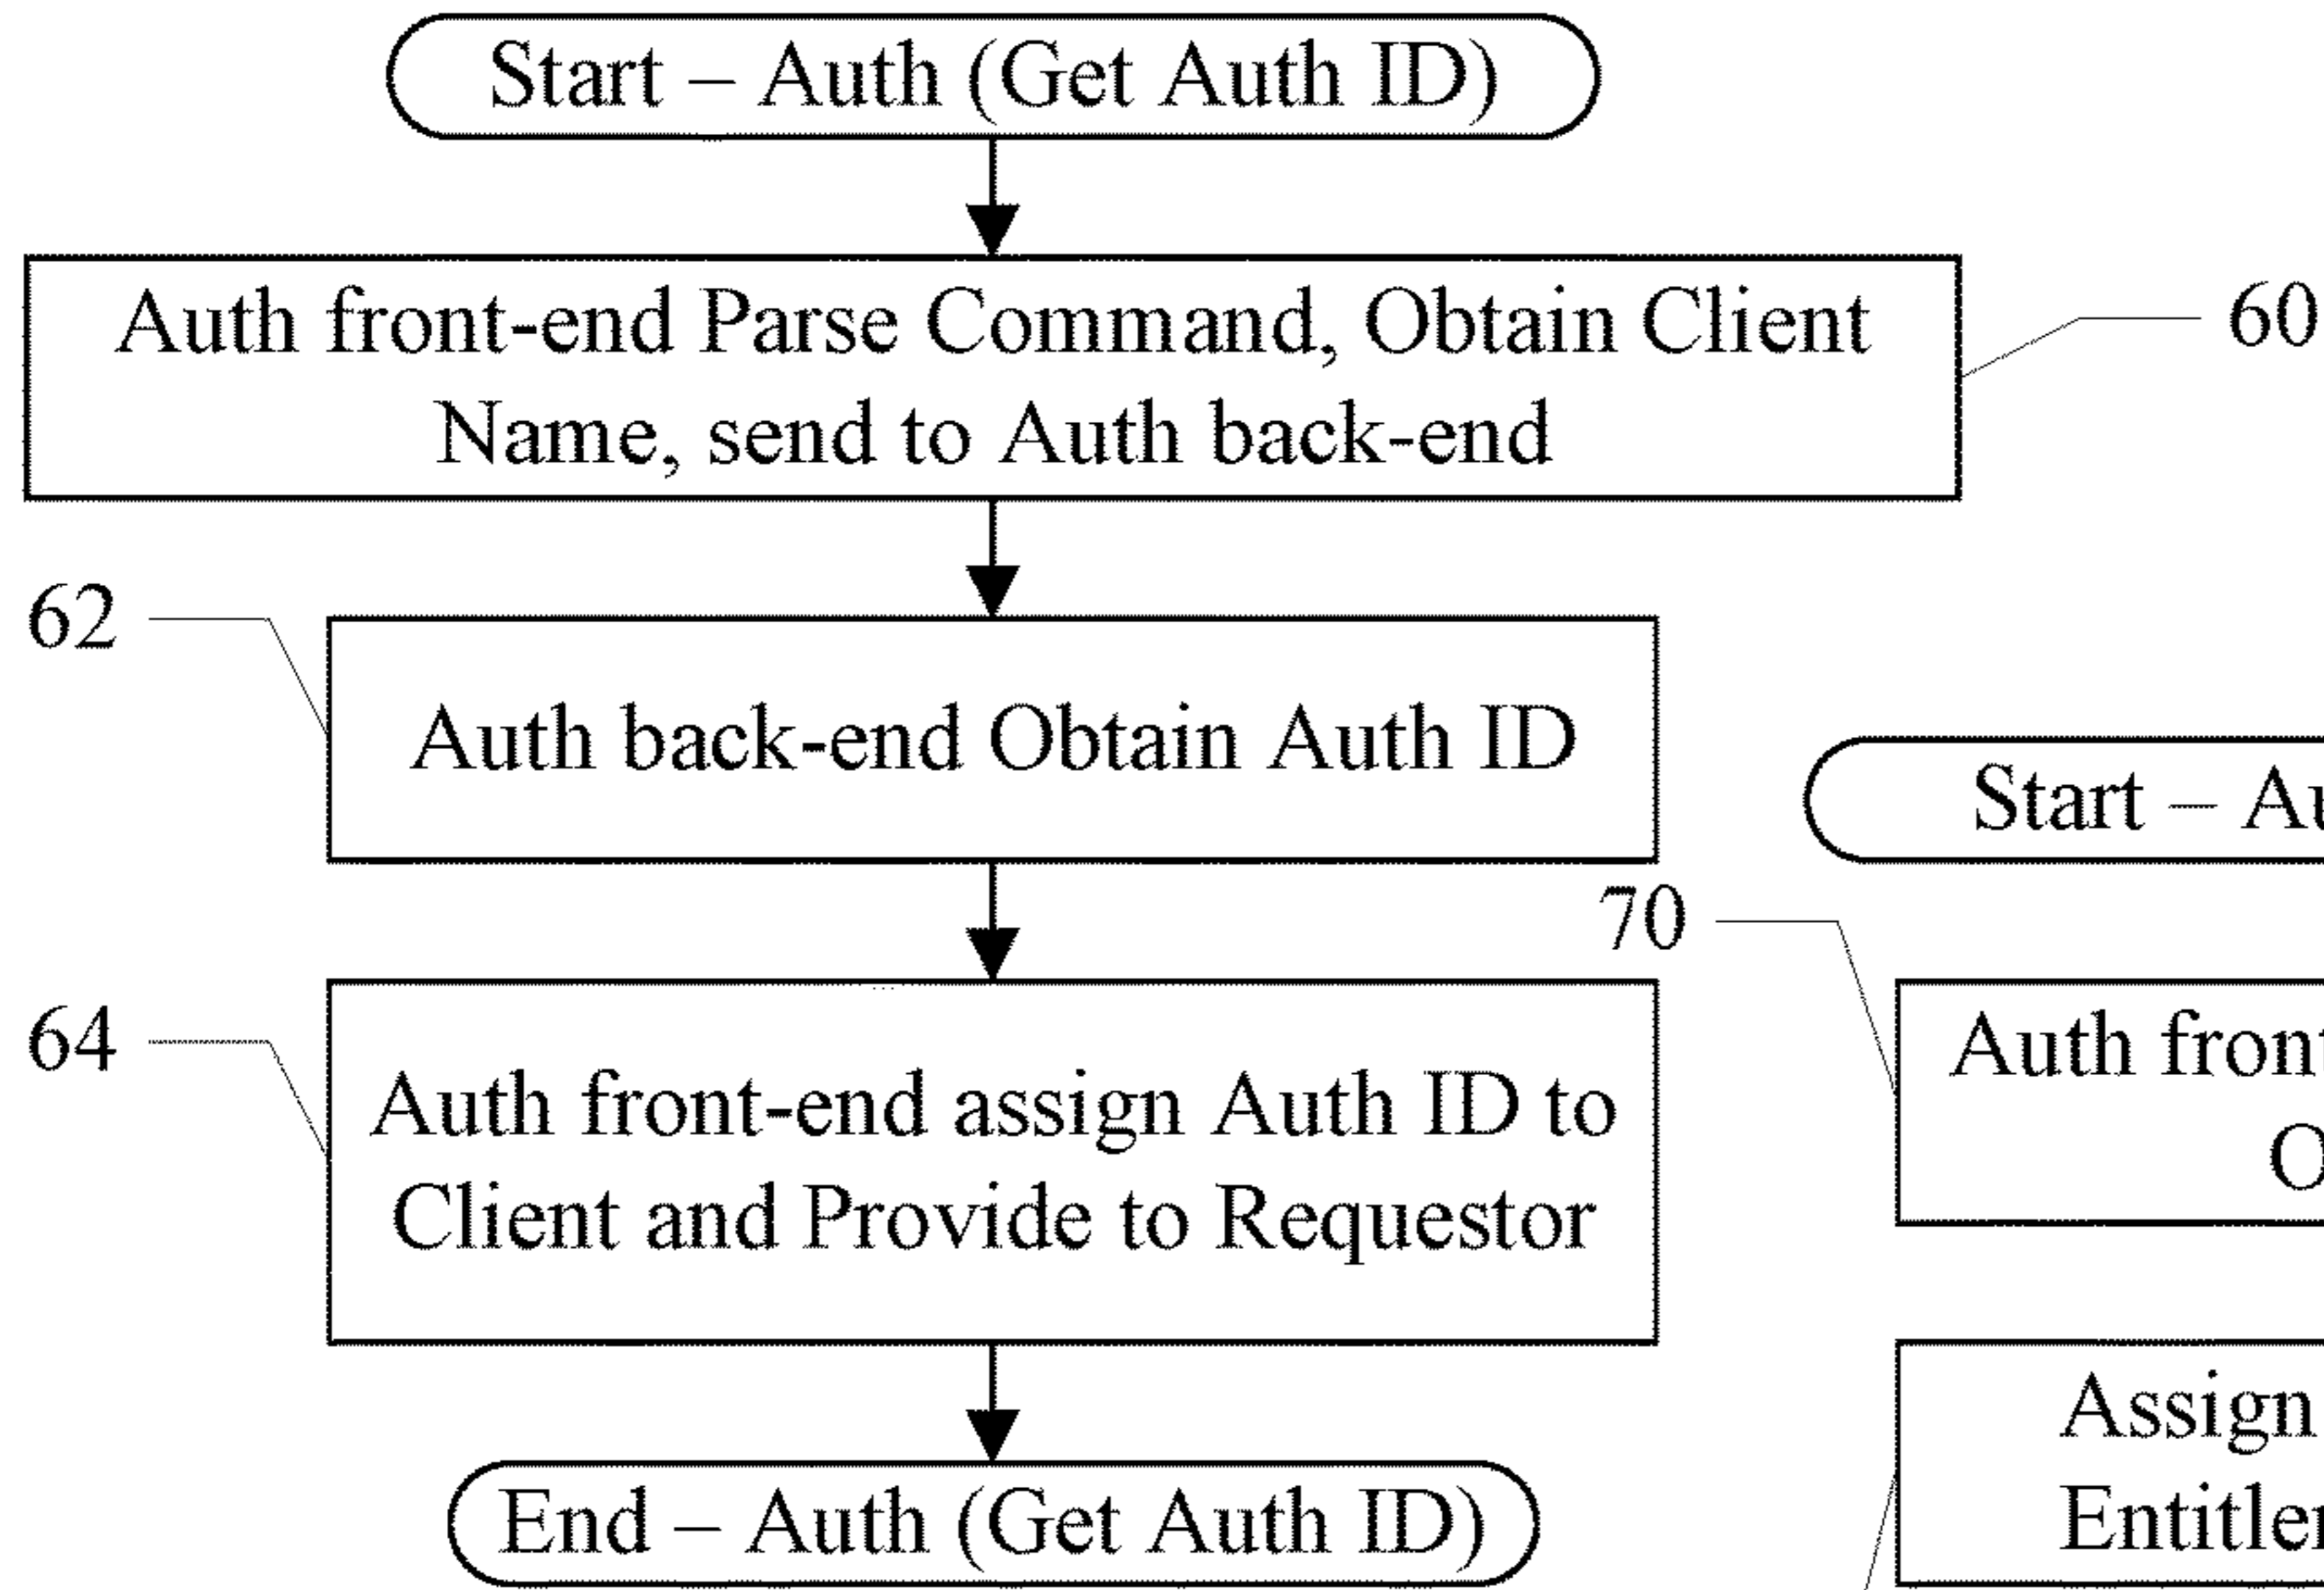 Start – Auth (Get Auth ID)
Auth front-end Parse Command, Obtain Client
Name, send to Auth back-end
60
62
Auth back-end Obtain Auth ID
64
Auth front-end assign Auth ID to
Client and Provide to Requestor
End – Auth (Get Auth ID)
Start –
70
Auth
Assign